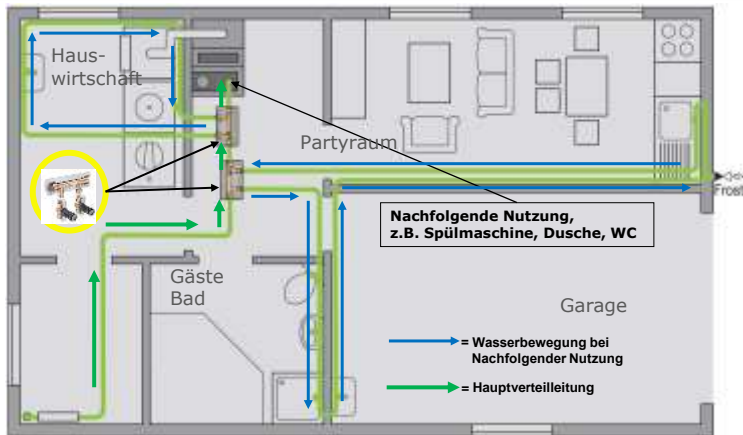 Haus-
wirtschaft
Partyraum
Frost
Nachfolgende Nutzung,
z.B. Spülmaschine, Dusche, WC
Gäste
Bad
Garage
= Wasserbewegung bei
Nachfolgender Nutzung
= Hauptverteilleitung